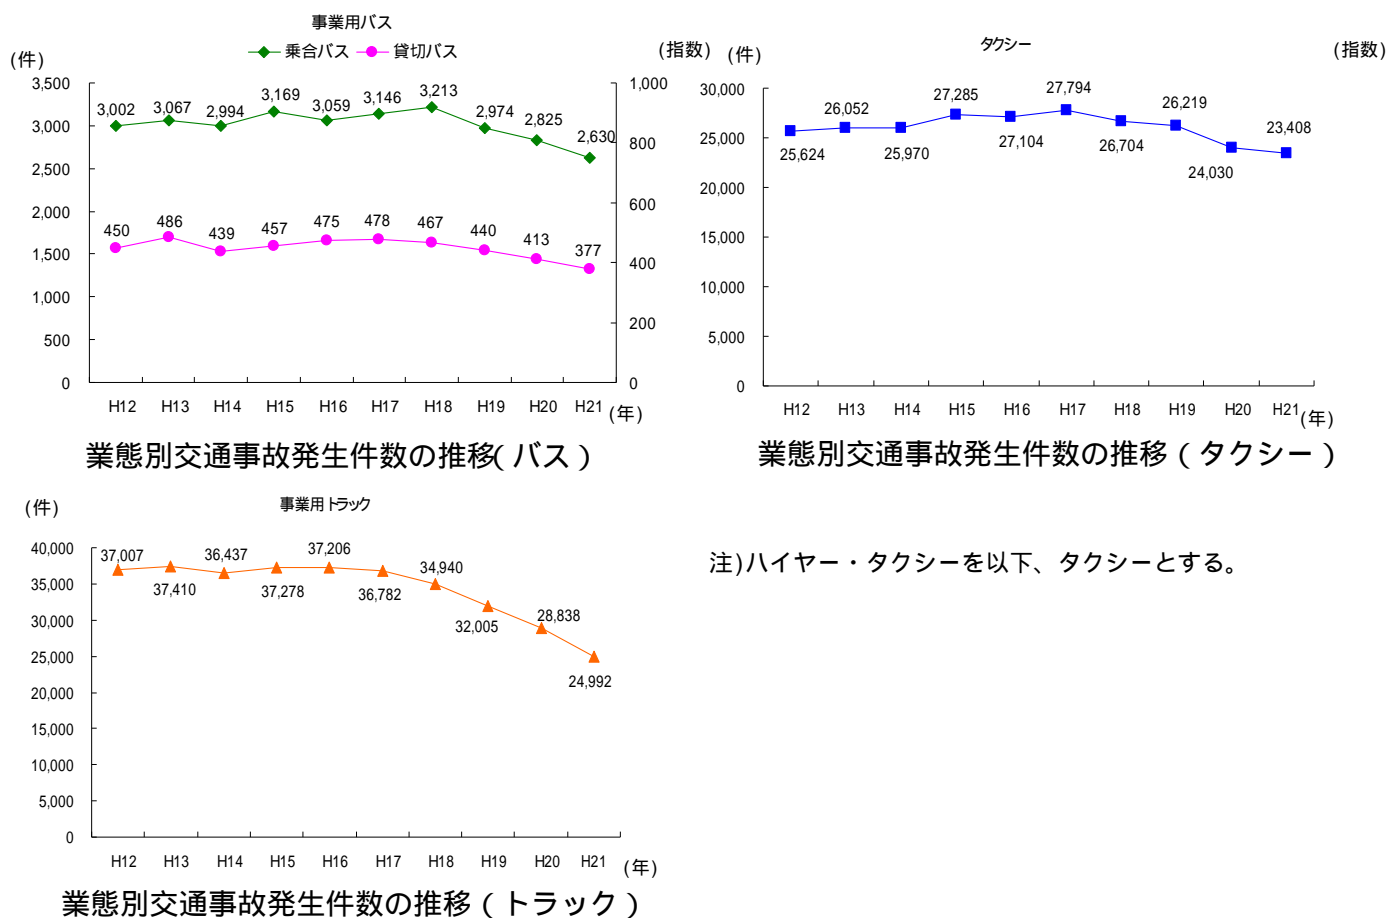 事業用バス
(件)
乗合バス 貸切バス
(指数)
3,500
3,000
2,500
2,000
1,500
1,000
500
0
3,002 3,067 2,994 3,169 3,059 3,146 3,213 2,974 2,825 2,630
450 486 439 457 475 478 467 440 413 377
1,000
800
600
400
200
0
H12 H13 H14 H15 H16 H17 H18 H19 H20 H21 (年)
業態別交通事故発生件数の推移(バス)
タクシー
(件)
(指数)
30,000
25,000
20,000
15,000
10,000
5,000
0
25,624 26,052 25,970 27,285 27,104 27,794 26,704 26,219 24,030 23,408
H12 H13 H14 H15 H16 H17 H18 H19 H20 H21 (年)
業態別交通事故発生件数の推移(タクシー)
事業用トラック
(件)
40,000
35,000
30,000
25,000
20,000
15,000
10,000
5,000
0
37,007 37,410 36,437 37,278 37,206 36,782 34,940 32,005 28,838 24,992
H12 H13 H14 H15 H16 H17 H18 H19 H20 H21 (年)
業態別交通事故発生件数の推移(トラック)
注)ハイヤー・タクシーを以下、タクシーとする。